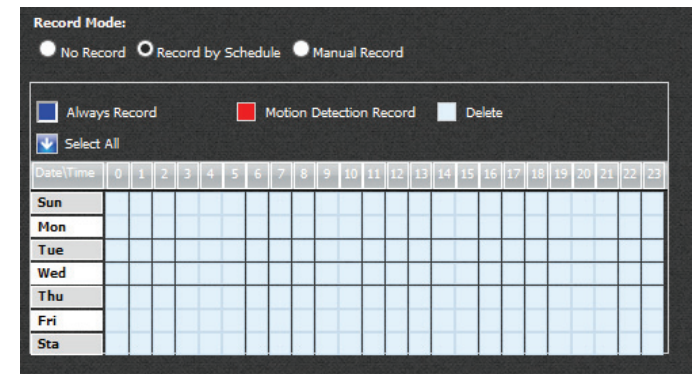 Record Mode:
No Record Record by Schedule Manual Record
Always Record Motion Detection Record Delete
Select All
Date\Time 0 1 2 3 4 5 6 7 8 9 10 11 12 13 14 15 16 17 18 19 20 21 22 23
Sun
Mon
Tue
Wed
Thu
Fri
Sta